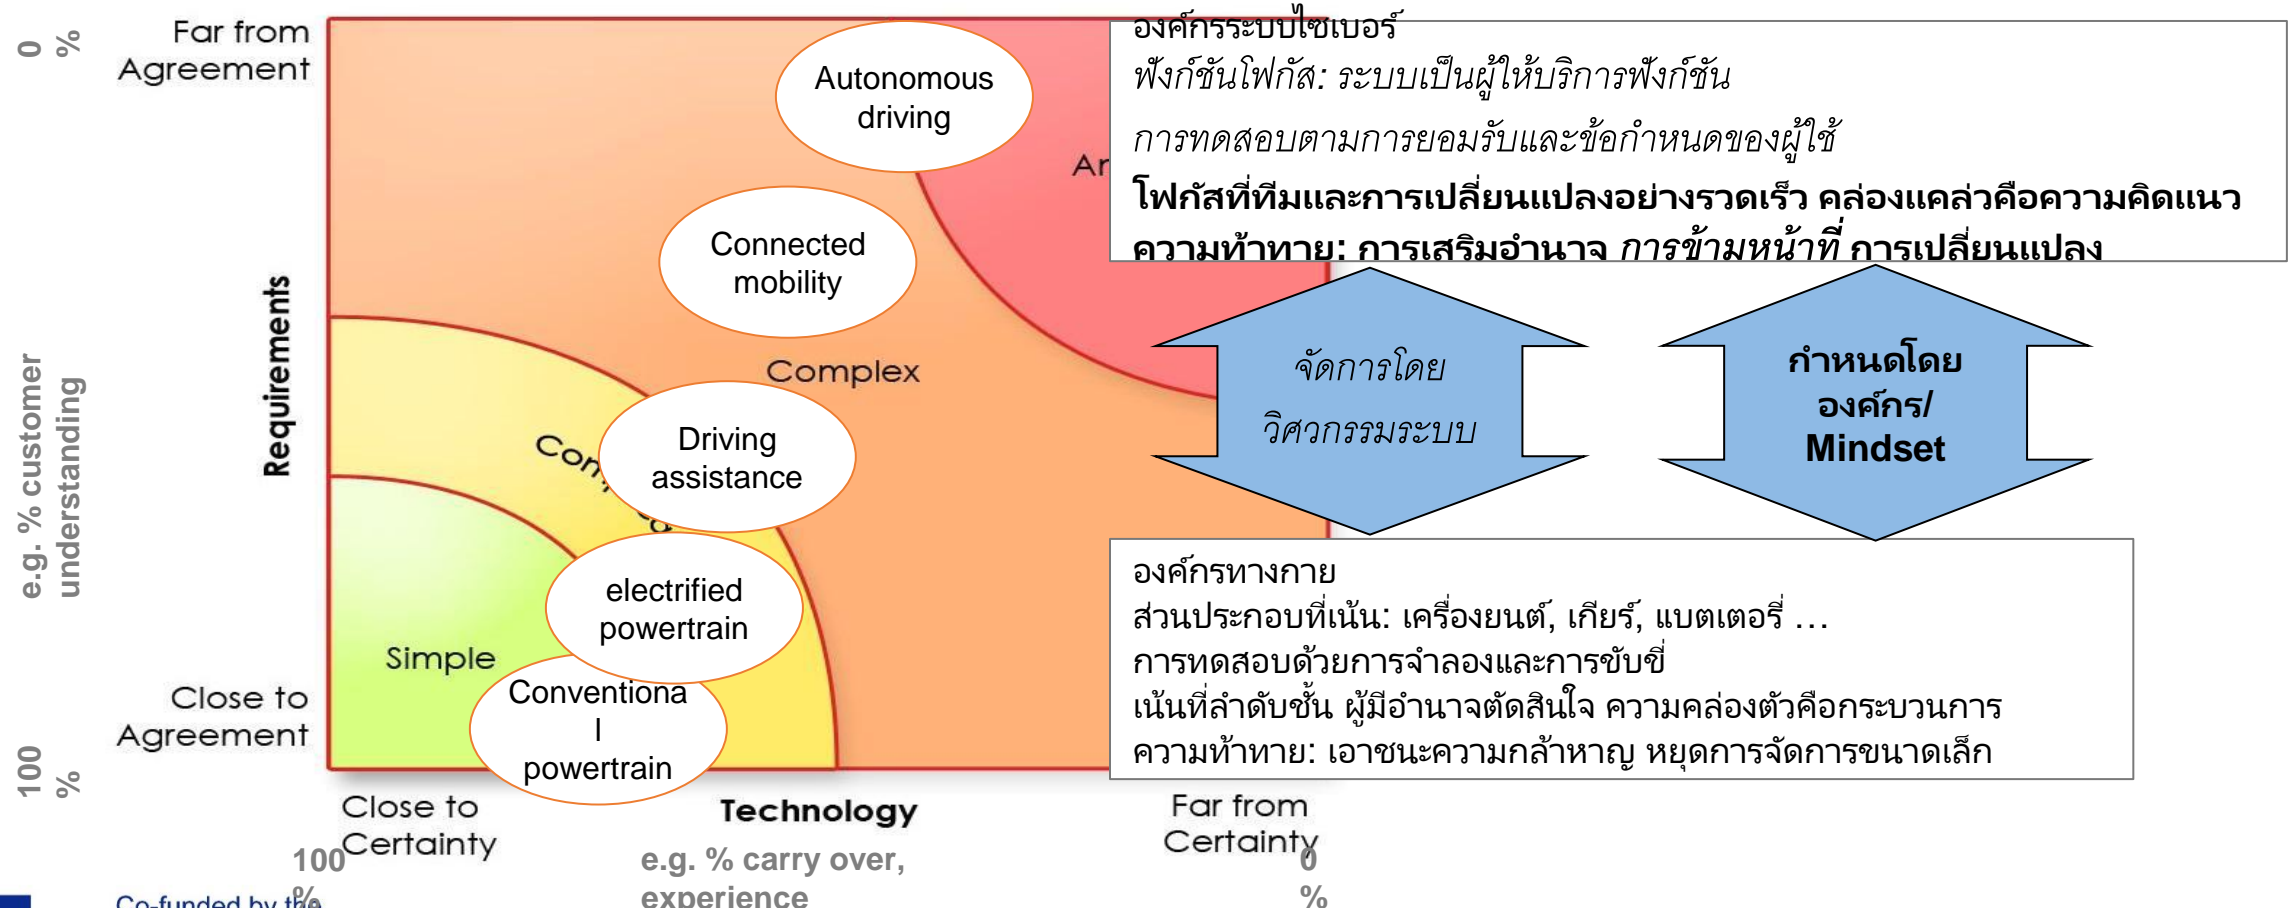 0
%
Far from
Agreement
Requirements
e.g. % customer
understanding
Close to
Agreement
100
%
Autonomous
driving
Connected
mobility
Complex
Driving
assistance
electrified
powertrain
Simple
Conventiona
l
powertrain
องค์กรระบบไซเบอร์
ฟังก์ชันโฟกัส: ระบบเป็นผู้ให้บริการฟังก์ชัน
การทดสอบตามการยอมรับและข้อกำหนดของผู้ใช้
โฟกัสที่ทีมและการเปลี่ยนแปลงอย่างรวดเร็ว คล่องแคล่วคือความคิดแนว
ความท้าทาย: การเสริมอำนาจ การข้ามหน้าที่ การเปลี่ยนแปลง
จัดการโดย
วิศวกรรมระบบ
กำหนดโดย
องค์กร/
Mindset
องค์กรทางกาย
ส่วนประกอบที่เน้น: เครื่องยนต์, เกียร์, แบตเตอรี่ ...
การทดสอบด้วยการจำลองและการขับขี่
เน้นที่ลำดับชั้น ผู้มีอำนาจตัดสินใจ ความคล่องตัวคือกระบวนการ
ความท้าทาย: เอาชนะความกล้าหาญ หยุดการจัดการขนาดเล็ก
Close to
Certainty
Technology
Far from
Certainty
100
%
e.g. % carry over,
experience
0
%
Co-funded by the